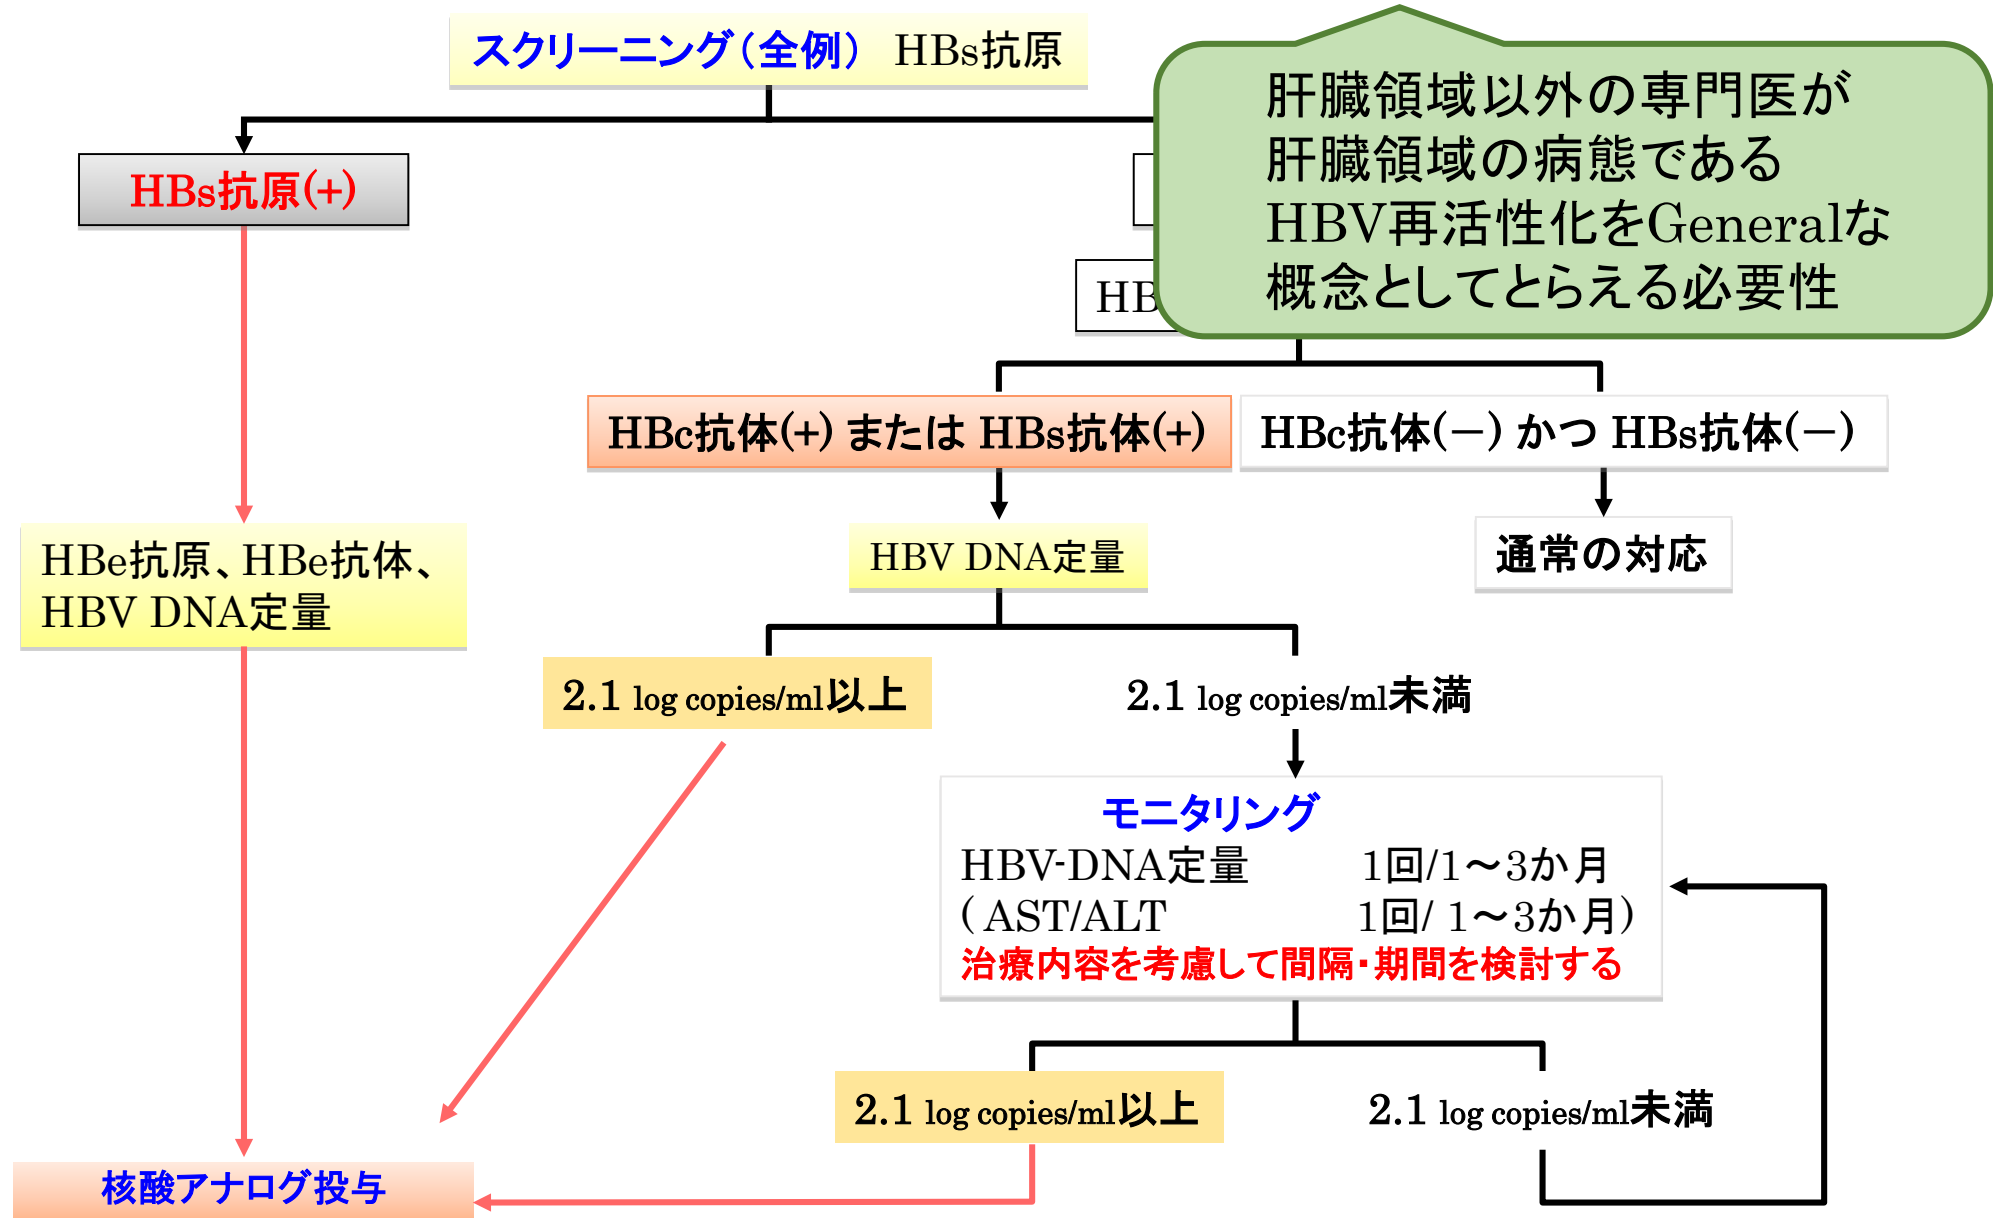 スクリーニング（全例） HBs抗原
肝臓領域以外の専門医が
肝臓領域の病態である
HBV再活性化をGeneralな
概念としてとらえる必要性
HBs抗原(+)
HB
HBc抗体(+) または HBs抗体(+)
HBc抗体(－) かつ HBs抗体(－)
HBe抗原、HBe抗体、
HBV DNA定量
HBV DNA定量
通常の対応
2.1 log copies/ml以上
2.1 log copies/ml未満
モニタリング
HBV-DNA定量 1回/1～3か月
( AST/ALT 1回/ 1～3か月)
治療内容を考慮して間隔・期間を検討する
2.1 log copies/ml以上
2.1 log copies/ml未満
核酸アナログ投与